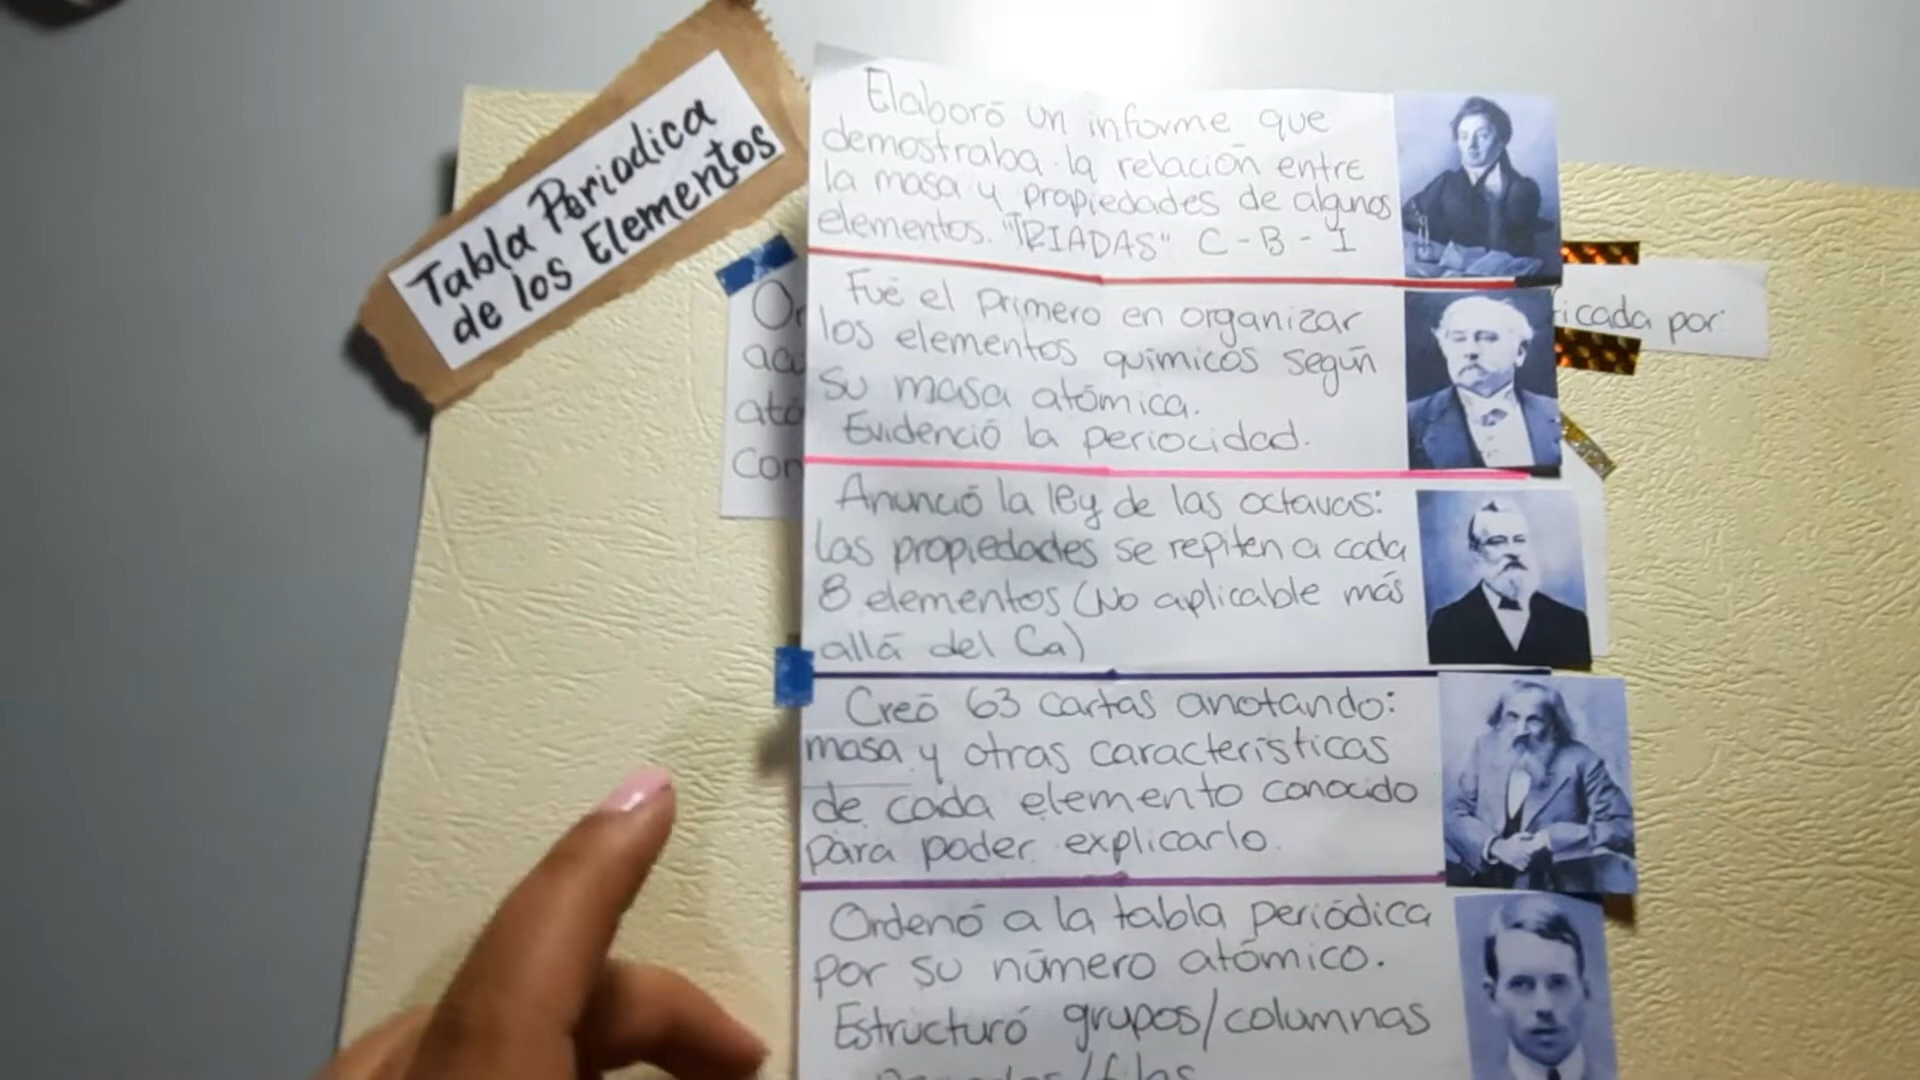 Tabla Periodica
de los Elementos
Elaboró un informe que
demostraba la relación entre
la masa y propiedades de algunos
elementos. "TRIADAS" C - B - I
Fué el primero en organizar
los elementos químicos según
su masa atómica.
Evidenció la periocidad.
Anunció la ley de las octavas:
las propiedades se repiten a cada
8 elementos (No aplicable más
allá del Ca)
Creó 63 cartas anotando:
masa y otras características
de cada elemento conocido
para poder explicarlo.
Ordenó a la tabla periódica
por su número atómico.
Estructuró grupos/columnas
icada por